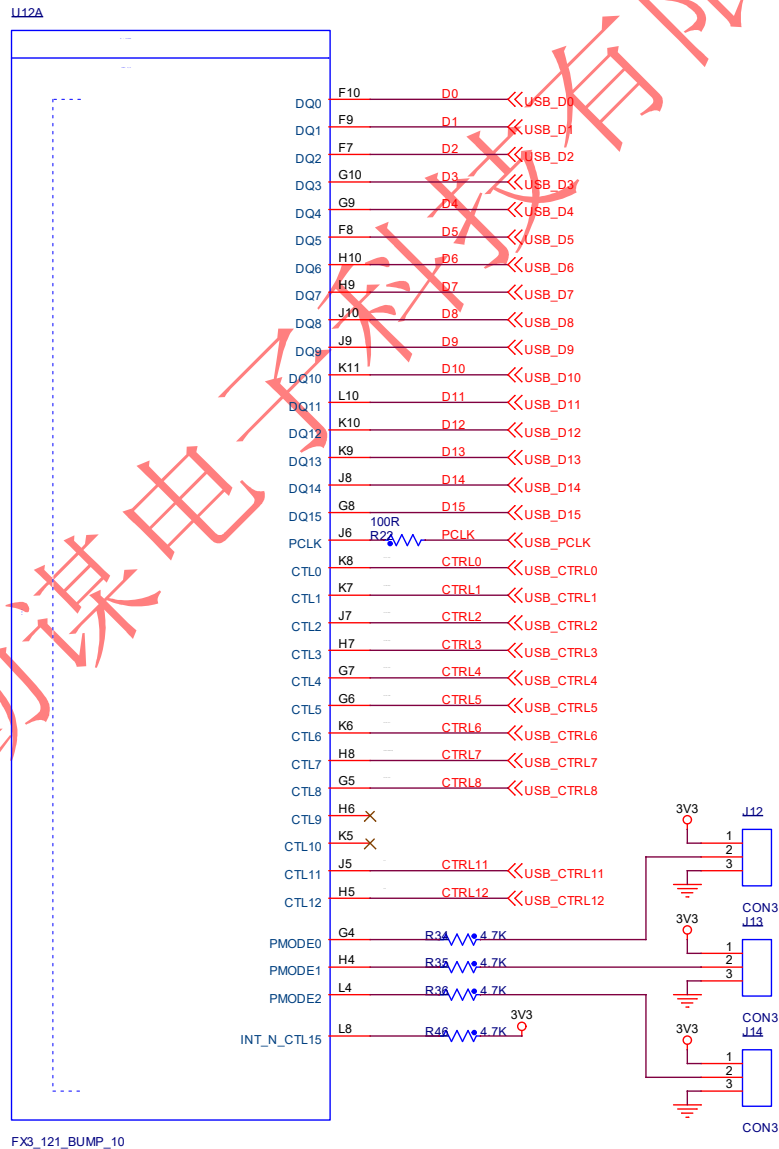 U12A
DQ0 F10 D0 USB_D0
DQ1 F9 D1 USB_D1
DQ2 F7 D2 USB_D2
DQ3 G10 D3 USB_D3
DQ4 G9 D4 USB_D4
DQ5 F8 D5 USB_D5
DQ6 H10 D6 USB_D6
DQ7 H9 D7 USB_D7
DQ8 J10 D8 USB_D8
DQ9 J9 D9 USB_D9
DQ10 K11 D10 USB_D10
DQ11 L10 D11 USB_D11
DQ12 K10 D12 USB_D12
DQ13 K9 D13 USB_D13
DQ14 J8 D14 USB_D14
DQ15 G8 D15 USB_D15
100R
PCLK J6 R22 PCLK USB_PCLK
CTL0 K8 CTRL0 USB_CTRL0
CTL1 K7 CTRL1 USB_CTRL1
CTL2 J7 CTRL2 USB_CTRL2
CTL3 H7 CTRL3 USB_CTRL3
CTL4 G7 CTRL4 USB_CTRL4
CTL5 G6 CTRL5 USB_CTRL5
CTL6 K6 CTRL6 USB_CTRL6
CTL7 H8 CTRL7 USB_CTRL7
CTL8 G5 CTRL8 USB_CTRL8
CTL9 H6
CTL10 K5
CTL11 J5 CTRL11 USB_CTRL11
CTL12 H5 CTRL12 USB_CTRL12
PMODE0 G4 R34 4.7K
PMODE1 H4 R35 4.7K
PMODE2 L4 R36 4.7K
INT_N_CTL15 L8 R46 4.7K 3V3
3V3 J12
1
2
3
CON3
3V3 J13
1
2
3
CON3
3V3 J14
1
2
3
CON3
FX3_121_BUMP_10
谋电子科技有限